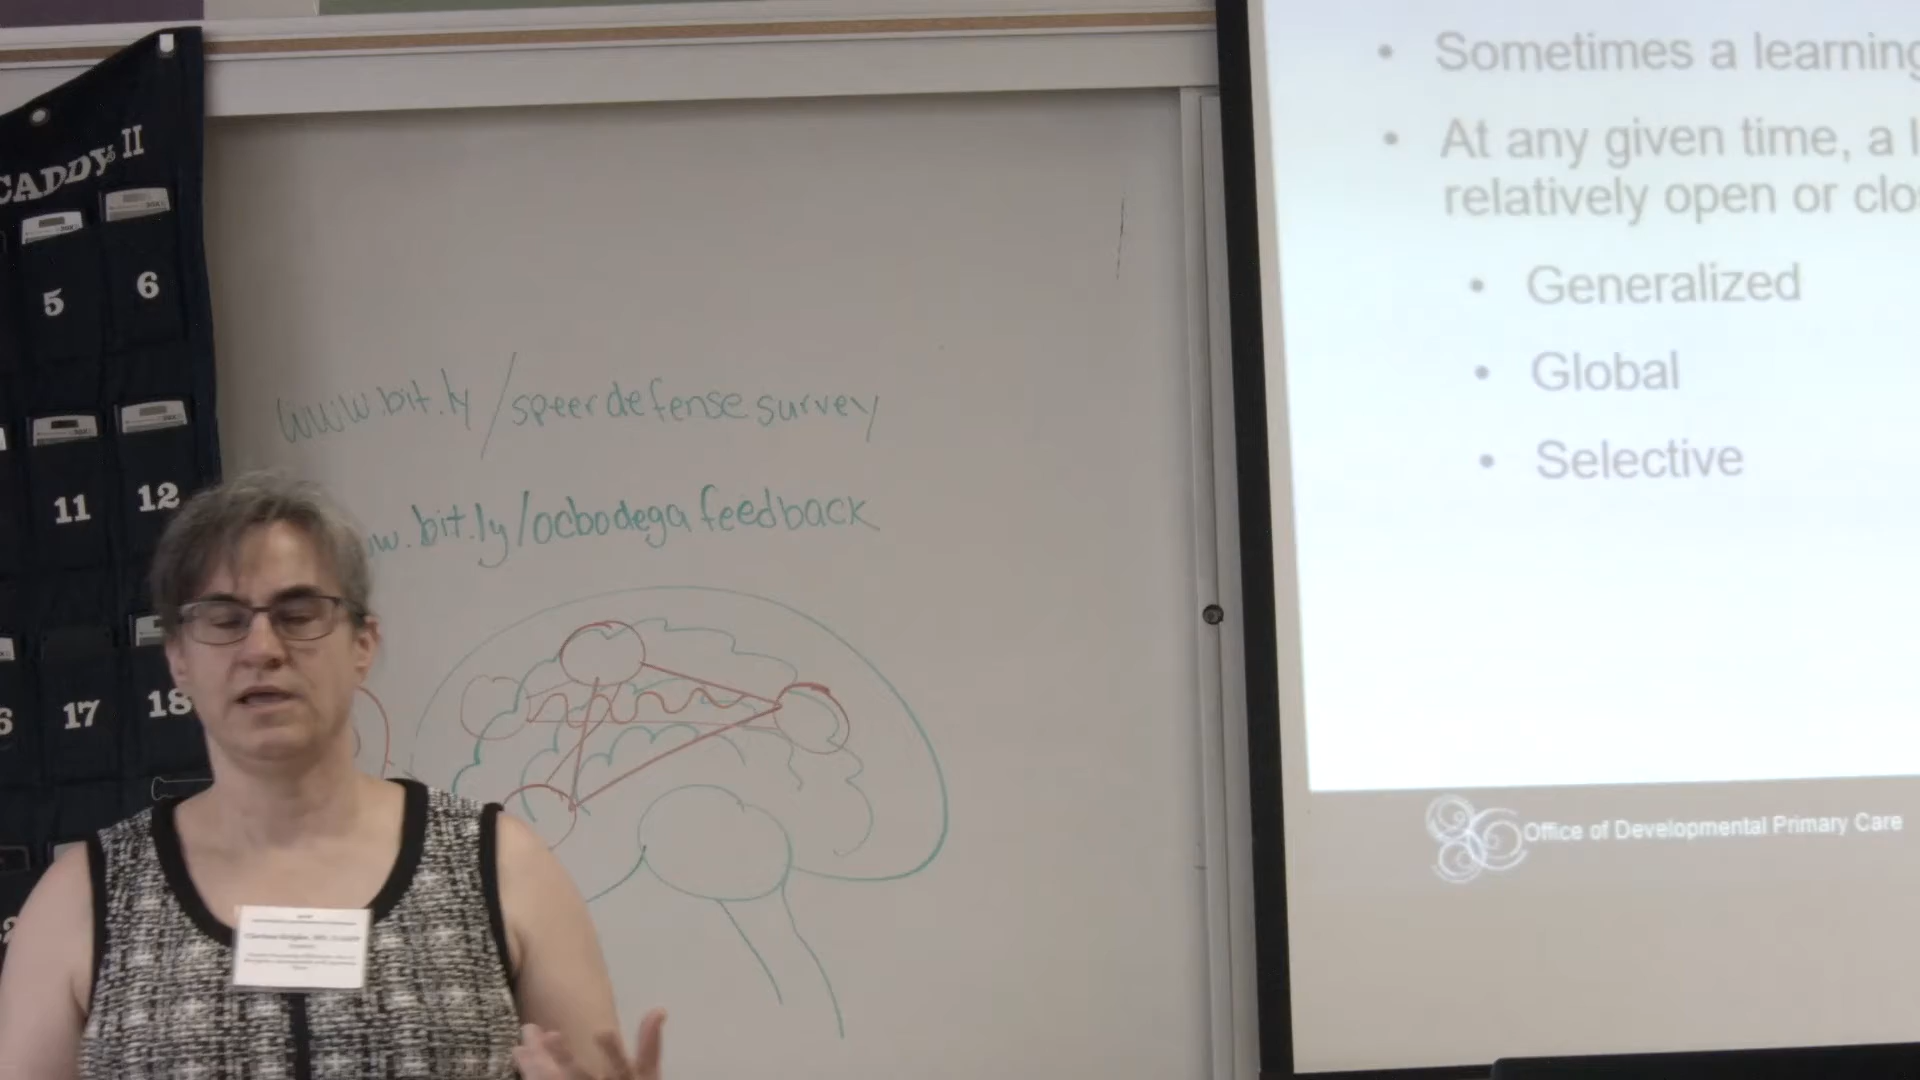 CADDY II
5 6
11 12
17 18
www.bit.ly/speerdefensesurvey
bit.ly/ocbodegafeedback
• Sometimes a learning
• At any given time, a
relatively open or clo
• Generalized
• Global
• Selective
Office of Developmental Primary Care